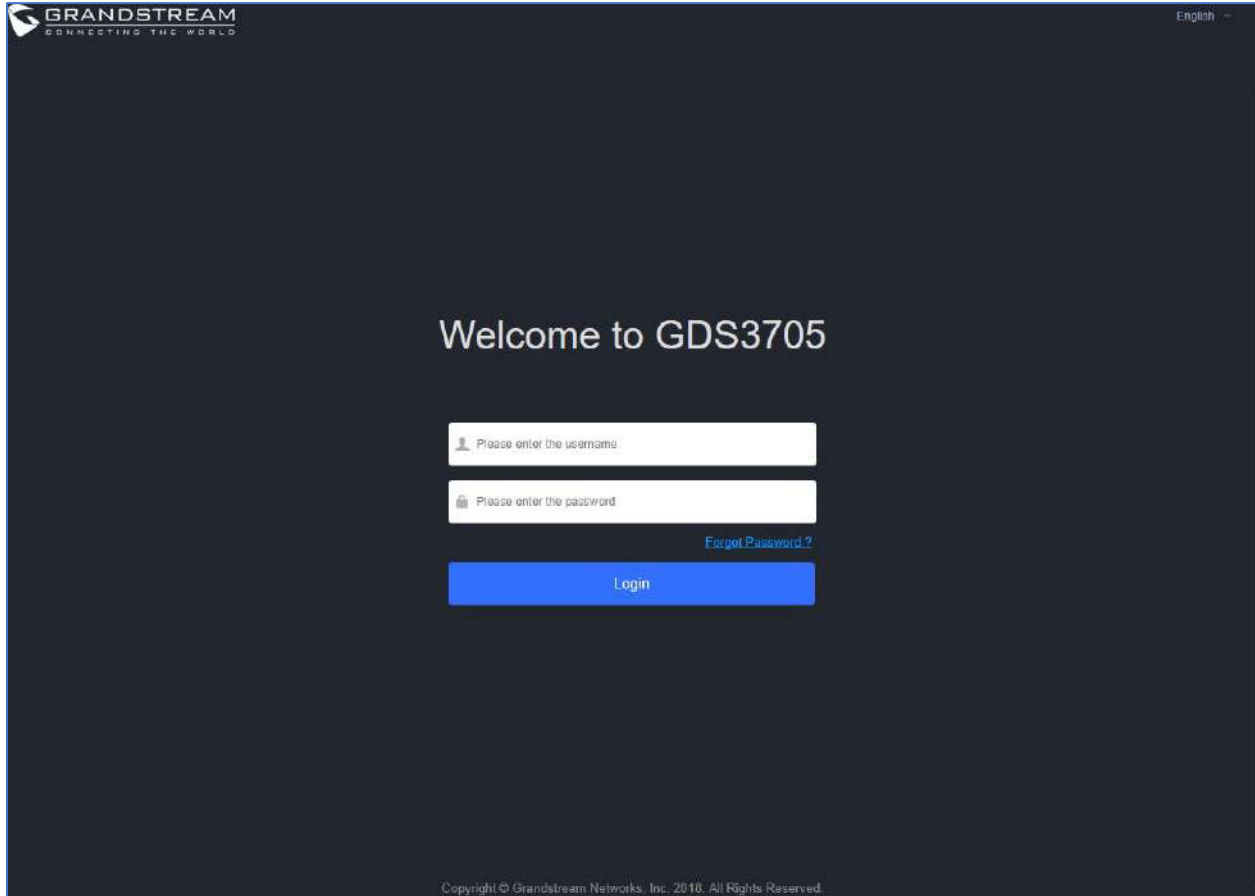 GRANDSTREAM
CONNECTING THE WORLD
English
Welcome to GDS3705
Please enter the username
Please enter the password
Forgot Password ?
Login
Copyright © Grandstream Networks, Inc. 2018. All Rights Reserved.